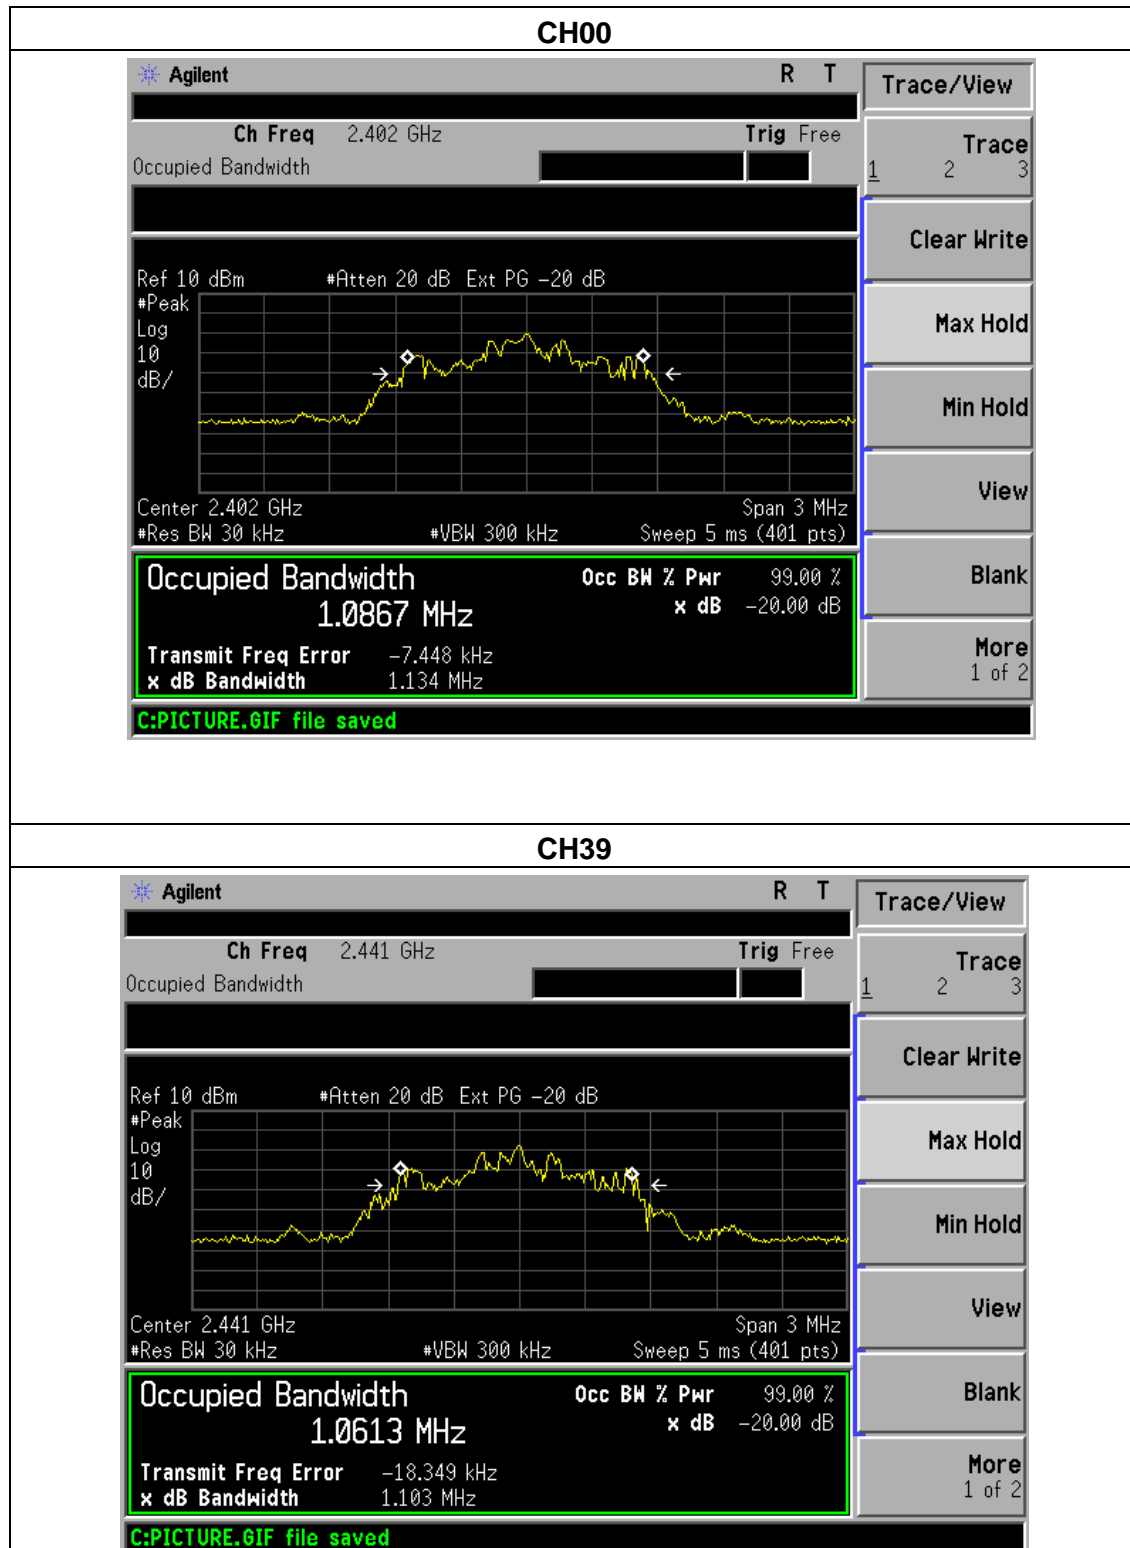 CH00
Agilent R T
Trace/View
Ch Freq 2.402 GHz Trig Free
Occupied Bandwidth
Trace
1 2 3
Clear Write
Max Hold
Min Hold
View
Blank
More
1 of 2
Ref 10 dBm #Atten 20 dB Ext PG -20 dB
#Peak
Log
10
dB/
Center 2.402 GHz Span 3 MHz
#Res BW 30 kHz #VBW 300 kHz Sweep 5 ms (401 pts)
Occupied Bandwidth Occ BW % Pwr 99.00 %
1.0867 MHz x dB -20.00 dB
Transmit Freq Error -7.448 kHz
x dB Bandwidth 1.134 MHz
C:PICTURE.GIF file saved
CH39
Agilent R T
Trace/View
Ch Freq 2.441 GHz Trig Free
Occupied Bandwidth
Trace
1 2 3
Clear Write
Max Hold
Min Hold
View
Blank
More
1 of 2
Ref 10 dBm #Atten 20 dB Ext PG -20 dB
#Peak
Log
10
dB/
Center 2.441 GHz Span 3 MHz
#Res BW 30 kHz #VBW 300 kHz Sweep 5 ms (401 pts)
Occupied Bandwidth Occ BW % Pwr 99.00 %
1.0613 MHz x dB -20.00 dB
Transmit Freq Error -18.349 kHz
x dB Bandwidth 1.103 MHz
C:PICTURE.GIF file saved